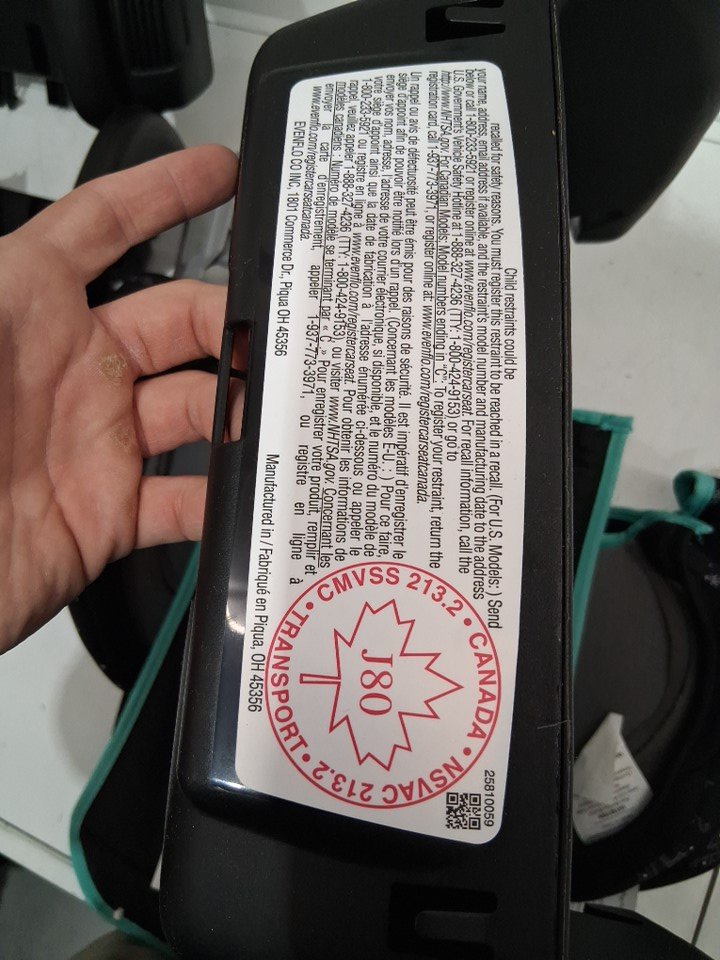 Child restraints could be
recalled for safety reasons. You must register this restraint to be reached in a recall. (For U.S. Models: ) Send
your name, address, email address if available, and the restraint's model number and manufacturing date to the address
below or call 1-800-233-5921 or register online at www.evenflo.com/registercarseat. For recall information, call the
U.S. Government's Vehicle Safety Hotline at 1-888-327-4236 (TTY: 1-800-424-9153) or go to
http://www.NHTSA.gov. For Canadian Models: Model numbers ending in "C". To register your restraint, return the
registration card, call 1-937-773-3971, or register online at: www.evenflo.com/registercarseatcanada.
Un rappel ou avis de défectuosité peut être émis pour des raisons de sécurité. Il est impératif d'enregistrer le
siège d'appoint afin de pouvoir être notifié lors d'un rappel. (Concernant les modèles E-U. : ) Pour ce faire,
envoyer vos nom, adresse, l'adresse de votre courrier électronique, si disponible, et le numéro du modèle de
votre siège d'appoint ainsi que la date de fabrication à l'adresse énumérée ci-dessous ou appeler le
1-800-233-5921 ou registre en ligne à www.evenflo.com/registercarseat. Pour obtenir les informations de
rappel, veuillez appeler 1-888-327-4236 (TTY: 1-800-424-9153) ou visiter www.NHTSA.gov. Concernant les
modèles canadiens : Numéro de modèle se terminant par « C » Pour enregistrer votre produit, remplir et
envoyer la carte d'enregistrement, appeler 1-937-773-3971, ou registre en ligne à
www.evenflo.com/registercarseatcanada.
EVENFLO CO INC, 1801 Commerce Dr., Piqua OH 45356
Manufactured in / Fabriqué en Piqua, OH 45356
CMVSS 213.2 • CANADA • NSVAC 213.2 • TRANSPORT •
J80
25810059